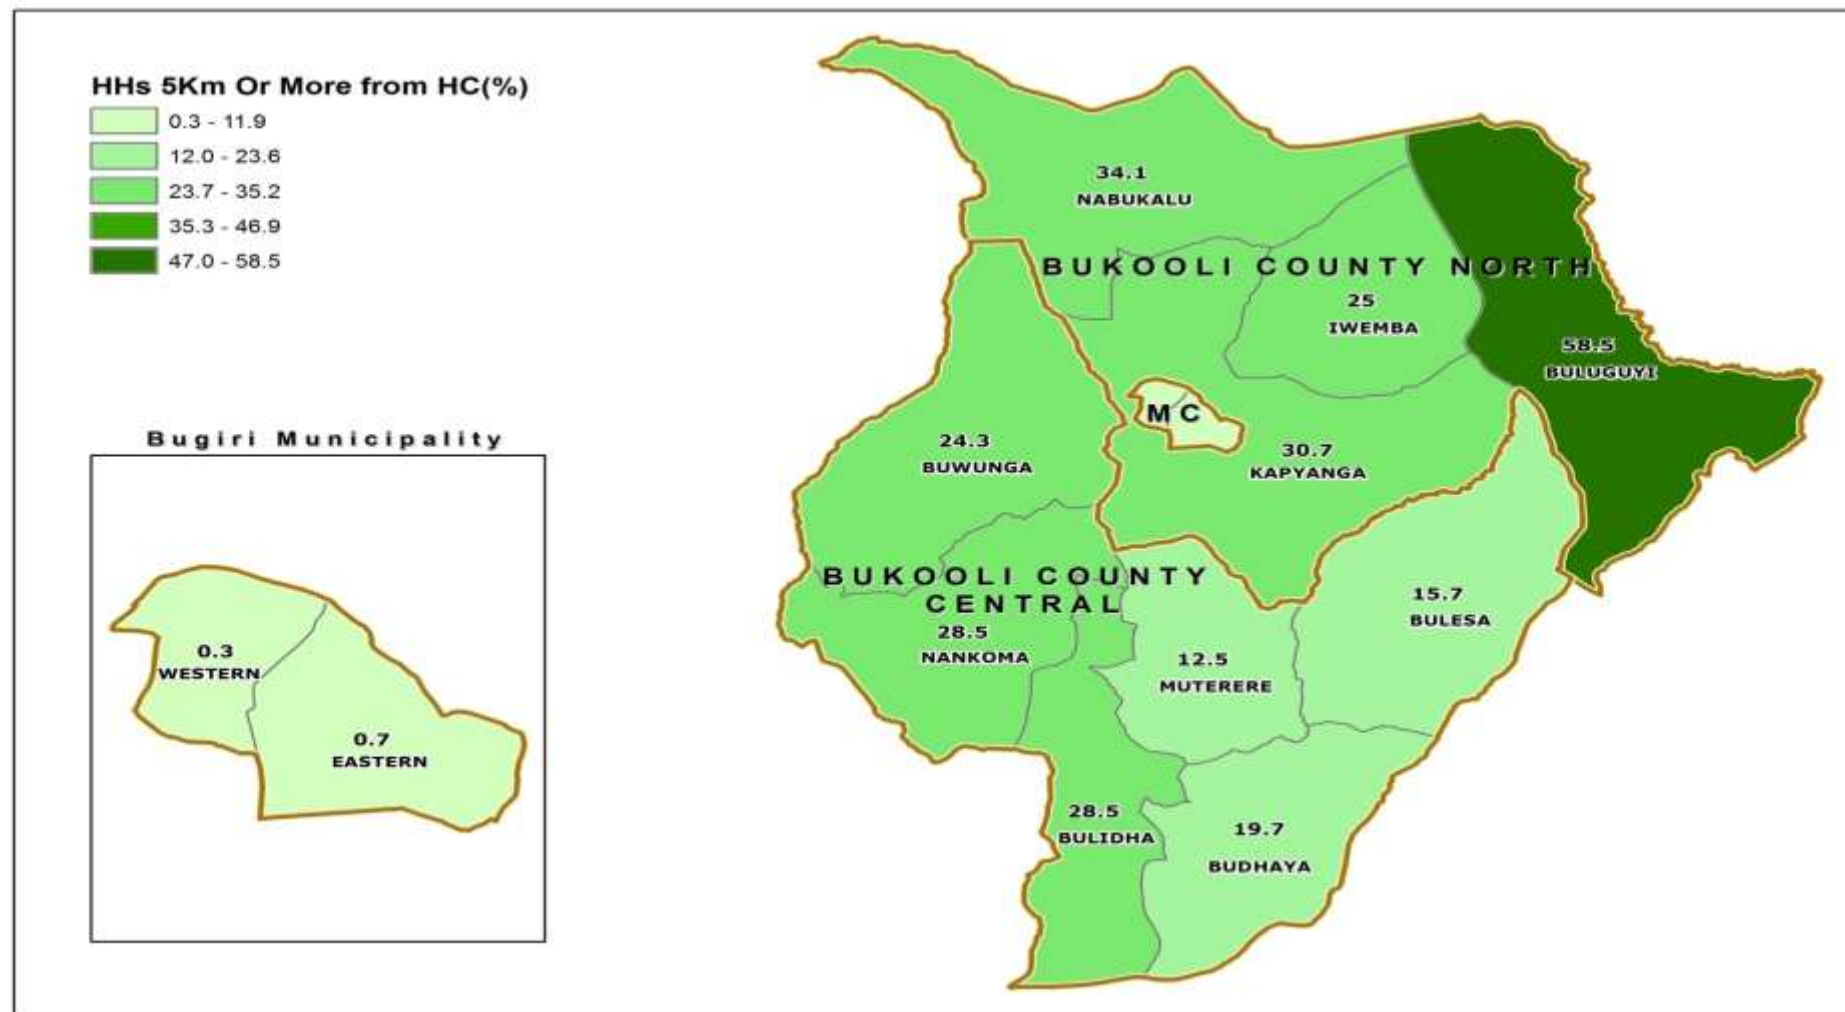 HHs 5Km Or More from HC(%)
0.3 - 11.9
12.0 - 23.6
23.7 - 35.2
35.3 - 46.9
47.0 - 58.5
Bugiri Municipality
0.3
WESTERN
0.7
EASTERN
34.1
NABUKALU
BUKOOLI COUNTY NORTH
25
IWEMBA
58.5
BULUGUYI
MC
24.3
BUWUNGA
30.7
KAPYANGA
BUKOOLI COUNTY
CENTRAL
28.5
NANKOMA
15.7
BULESA
12.5
MUTERERE
28.5
BULIDHA
19.7
BUDHAYA